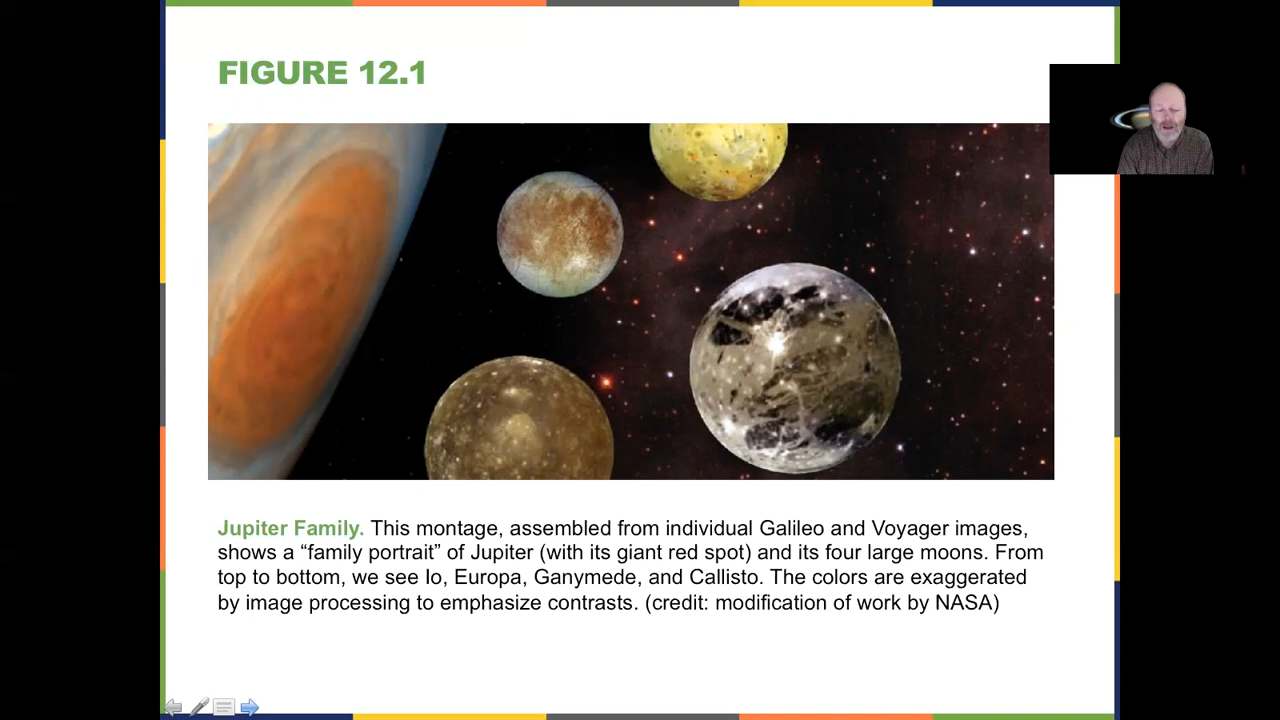 FIGURE 12.1
Jupiter Family. This montage, assembled from individual Galileo and Voyager images,
shows a “family portrait” of Jupiter (with its giant red spot) and its four large moons. From
top to bottom, we see Io, Europa, Ganymede, and Callisto. The colors are exaggerated
by image processing to emphasize contrasts. (credit: modification of work by NASA)